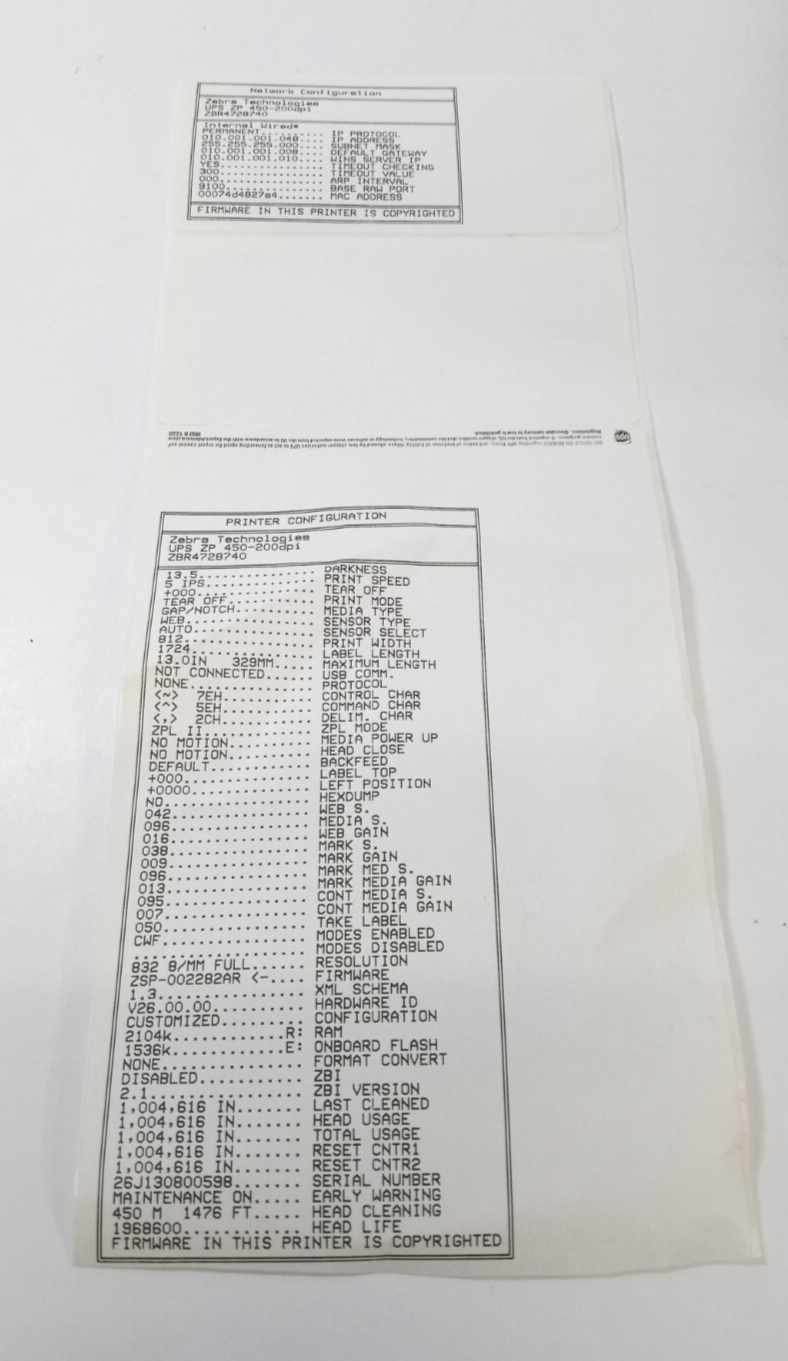 Network Configuration
Zebra Technologies
UPS ZP 450-200dpi
ZBR4728740
Internal Wired*
PERMANENT.......... IP PROTOCOL
010.001.001.048.... IP ADDRESS
255.255.255.000.... SUBNET MASK
010.001.001.008.... DEFAULT GATEWAY
010.001.001.010.... WINS SERVER IP
YES................ TIMEOUT CHECKING
300................ TIMEOUT VALUE
000................ ARP INTERVAL
9100............... BASE RAW PORT
00074d4827e4....... MAC ADDRESS
FIRMWARE IN THIS PRINTER IS COPYRIGHTED
PRINTER CONFIGURATION
Zebra Technologies
UPS ZP 450-200dpi
ZBR4728740
13.5............... DARKNESS
5 IPS.............. PRINT SPEED
+000............... TEAR OFF
TEAR OFF........... PRINT MODE
GAP/NOTCH.......... MEDIA TYPE
WEB................ SENSOR TYPE
AUTO............... SENSOR SELECT
812................ PRINT WIDTH
1724............... LABEL LENGTH
13.0IN 329MM..... MAXIMUM LENGTH
NOT CONNECTED...... USB COMM.
NONE............... PROTOCOL
<~> 7EH.......... CONTROL CHAR
<^> 5EH.......... COMMAND CHAR
<,> 2CH.......... DELIM. CHAR
ZPL II............. ZPL MODE
NO MOTION.......... MEDIA POWER UP
NO MOTION.......... HEAD CLOSE
DEFAULT............ BACKFEED
+000............... LABEL TOP
+0000.............. LEFT POSITION
NO................. HEXDUMP
042................ WEB S.
096................ MEDIA S.
016................ WEB GAIN
038................ MARK S.
009................ MARK GAIN
096................ MARK MED S.
013................ MARK MEDIA GAIN
095................ CONT MEDIA S.
007................ CONT MEDIA GAIN
050................ TAKE LABEL
CWF................ MODES ENABLED
................... MODES DISABLED
832 8/MM FULL...... RESOLUTION
ZSP-002282AR <-.... FIRMWARE
1.3................ XML SCHEMA
V26.00.00.......... HARDWARE ID
CUSTOMIZED......... CONFIGURATION
2104k............R: RAM
1536k............E: ONBOARD FLASH
NONE............... FORMAT CONVERT
DISABLED........... ZBI
2.1................ ZBI VERSION
1,004,616 IN....... LAST CLEANED
1,004,616 IN....... HEAD USAGE
1,004,616 IN....... TOTAL USAGE
1,004,616 IN....... RESET CNTR1
1,004,616 IN....... RESET CNTR2
26J130800598....... SERIAL NUMBER
MAINTENANCE ON..... EARLY WARNING
450 M 1476 FT..... HEAD CLEANING
1968600............ HEAD LIFE
FIRMWARE IN THIS PRINTER IS COPYRIGHTED